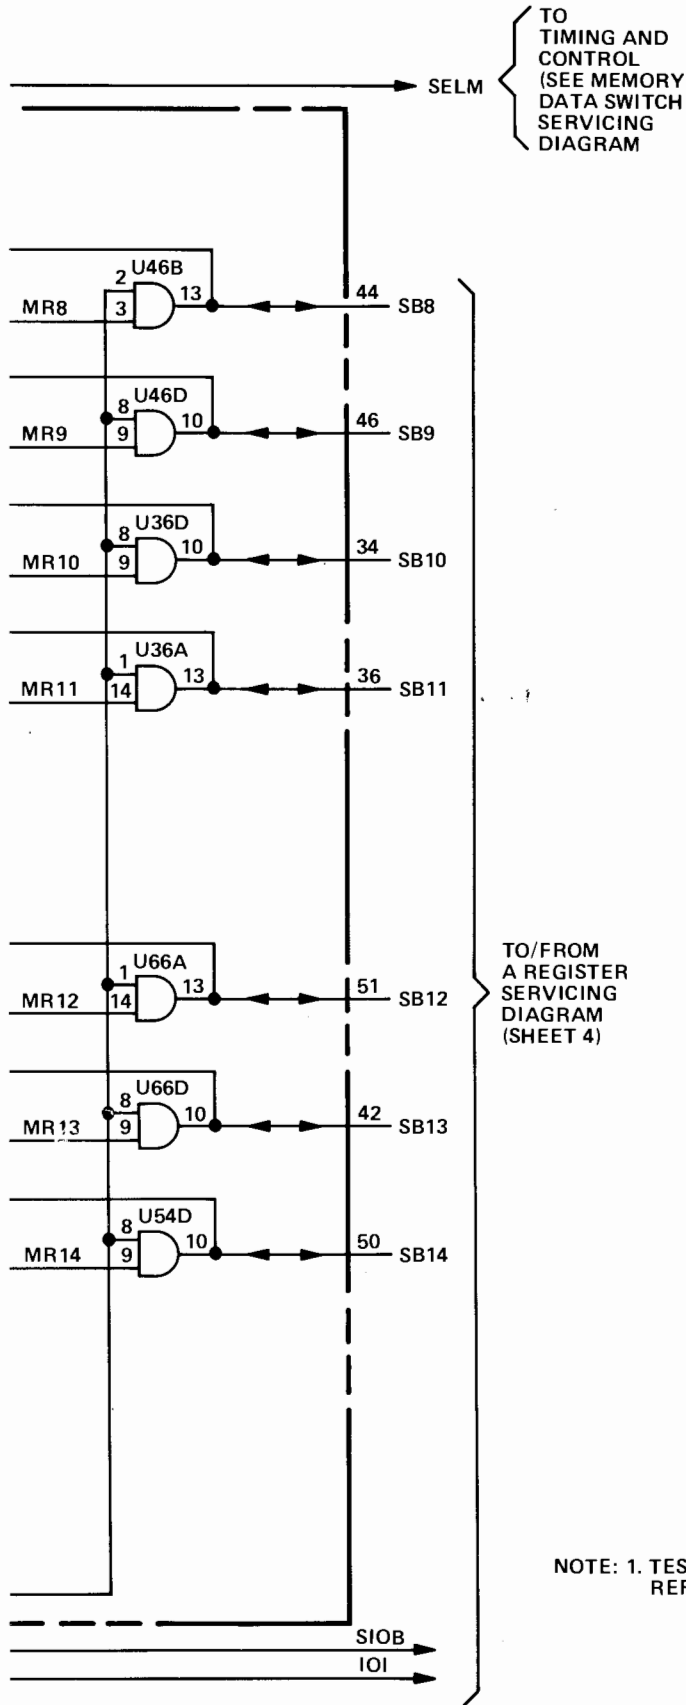 TO
TIMING AND
CONTROL
(SEE MEMORY
DATA SWITCH
SERVICING
DIAGRAM
SELM
U46B
2
13
44
MR8
3
SB8
U46D
8
10
46
MR9
9
SB9
U36D
8
10
34
MR10
9
SB10
U36A
1
13
36
MR11
14
SB11
U66A
1
13
51
MR12
14
SB12
TO/FROM
A REGISTER
SERVICING
DIAGRAM
(SHEET 4)
U66D
8
10
42
MR13
9
SB13
U54D
8
10
50
MR14
9
SB14
NOTE: 1. TES
REF
SIOB
IOI